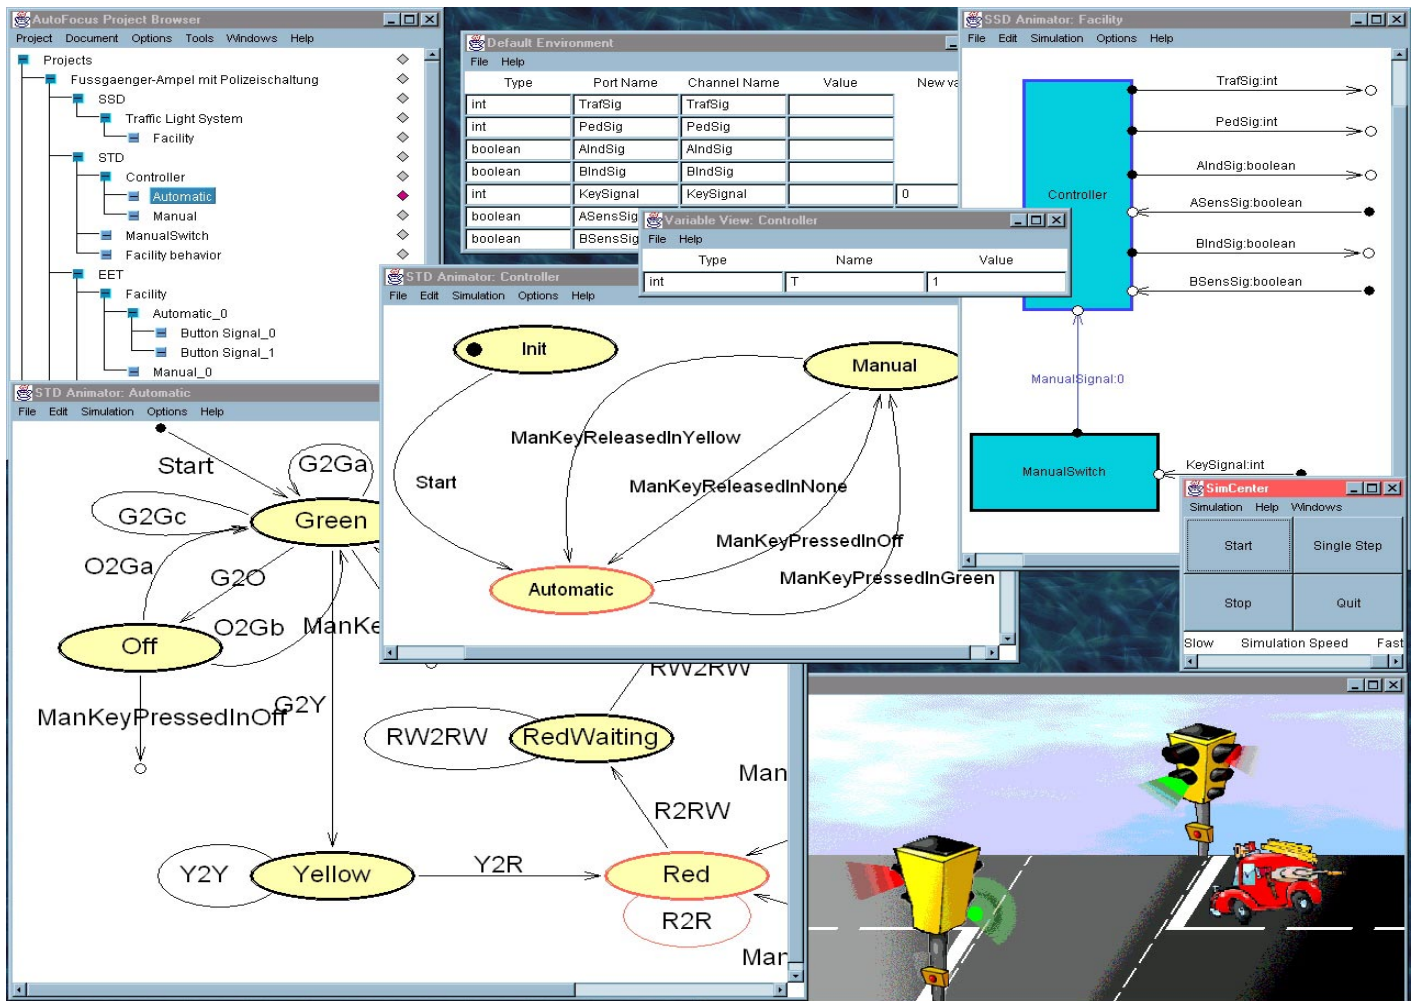 AutoFocus Project Browser
Project Document Options Tools Windows Help
Projects
Fussgaenger-Ampel mit Polizeischaltung
SSD
Traffic Light System
Facility
STD
Controller
Automatic
Manual
ManualSwitch
Facility behavior
EET
Facility
Automatic_0
Button Signal_0
Button Signal_1
Manual_0
Default Environment
File Help
Type Port Name Channel Name Value New va
int TrafSig TrafSig
int PedSig PedSig
boolean AIndSig AIndSig
boolean BIndSig BIndSig
int KeySignal KeySignal 0
boolean ASensSig
boolean BSensSig
Variable View: Controller
File Help
Type Name Value
int T 1
SSD Animator: Facility
File Edit Simulation Options Help
TrafSig:int
PedSig:int
AIndSig:boolean
Controller
ASensSig:boolean
BIndSig:boolean
BSensSig:boolean
ManualSignal:0
ManualSwitch
KeySignal:int
STD Animator: Controller
File Edit Simulation Options Help
Init
Manual
ManKeyReleasedInYellow
Start
ManKeyReleasedInNone
ManKeyPressedInOff
ManKeyPressedInGreen
Automatic
STD Animator: Automatic
File Edit Simulation Options Help
Start
G2Ga
G2Gc
Green
O2Ga
G2O
O2Gb
ManKe
Off
G2Y
ManKeyPressedInOff
RW2RW
RW2RW
RedWaiting
Man
R2RW
Y2Y
Yellow
Y2R
Red
R2R
Man
SimCenter
Simulation Help Windows
Start Single Step
Stop Quit
Slow Simulation Speed Fast